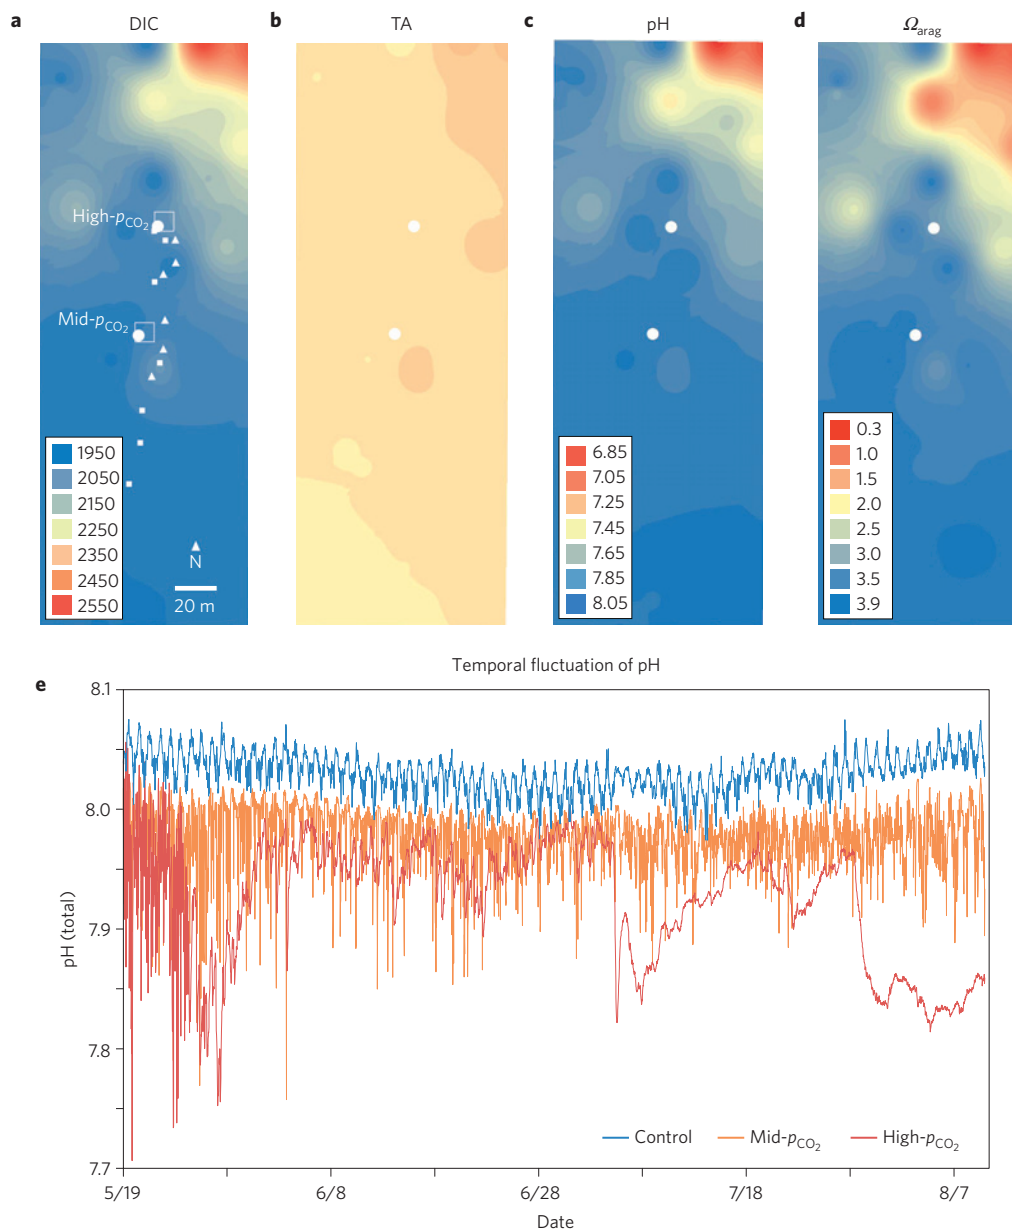 a DIC
b TA
c pH
d Ωarag
High-pCO2
Mid-pCO2
1950
2050
2150
2250
2350
2450
2550
N
20 m
6.85
7.05
7.25
7.45
7.65
7.85
8.05
0.3
1.0
1.5
2.0
2.5
3.0
3.5
3.9
e Temporal fluctuation of pH
8.1
8.0
7.9
7.8
7.7
pH (total)
Control Mid-pCO2 High-pCO2
5/19 6/8 6/28 7/18 8/7
Date